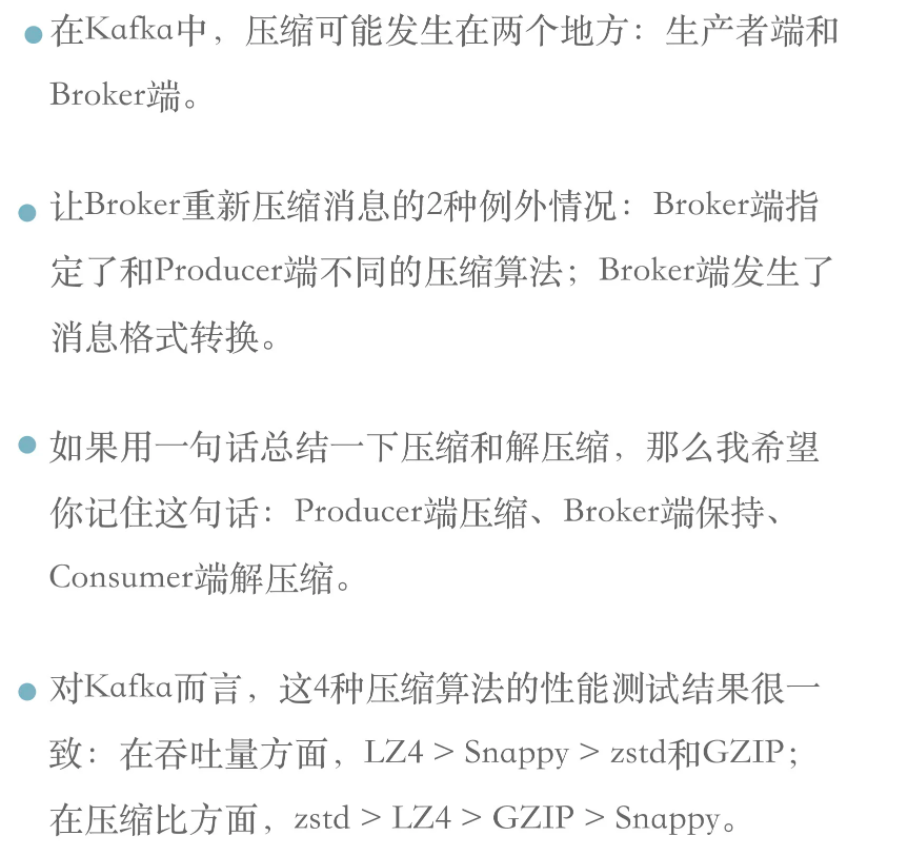 在Kafka中，压缩可能发生在两个地方：生产者端和
Broker端。
让Broker重新压缩消息的2种例外情况：Broker端指
定了和Producer端不同的压缩算法；Broker端发生了
消息格式转换。
如果用一句话总结一下压缩和解压缩，那么我希望
你记住这句话：Producer端压缩、Broker端保持、
Consumer端解压缩。
对Kafka而言，这4种压缩算法的性能测试结果很一
致：在吞吐量方面，LZ4 > Snappy > zstd和GZIP；
在压缩比方面，zstd > LZ4 > GZIP > Snappy。